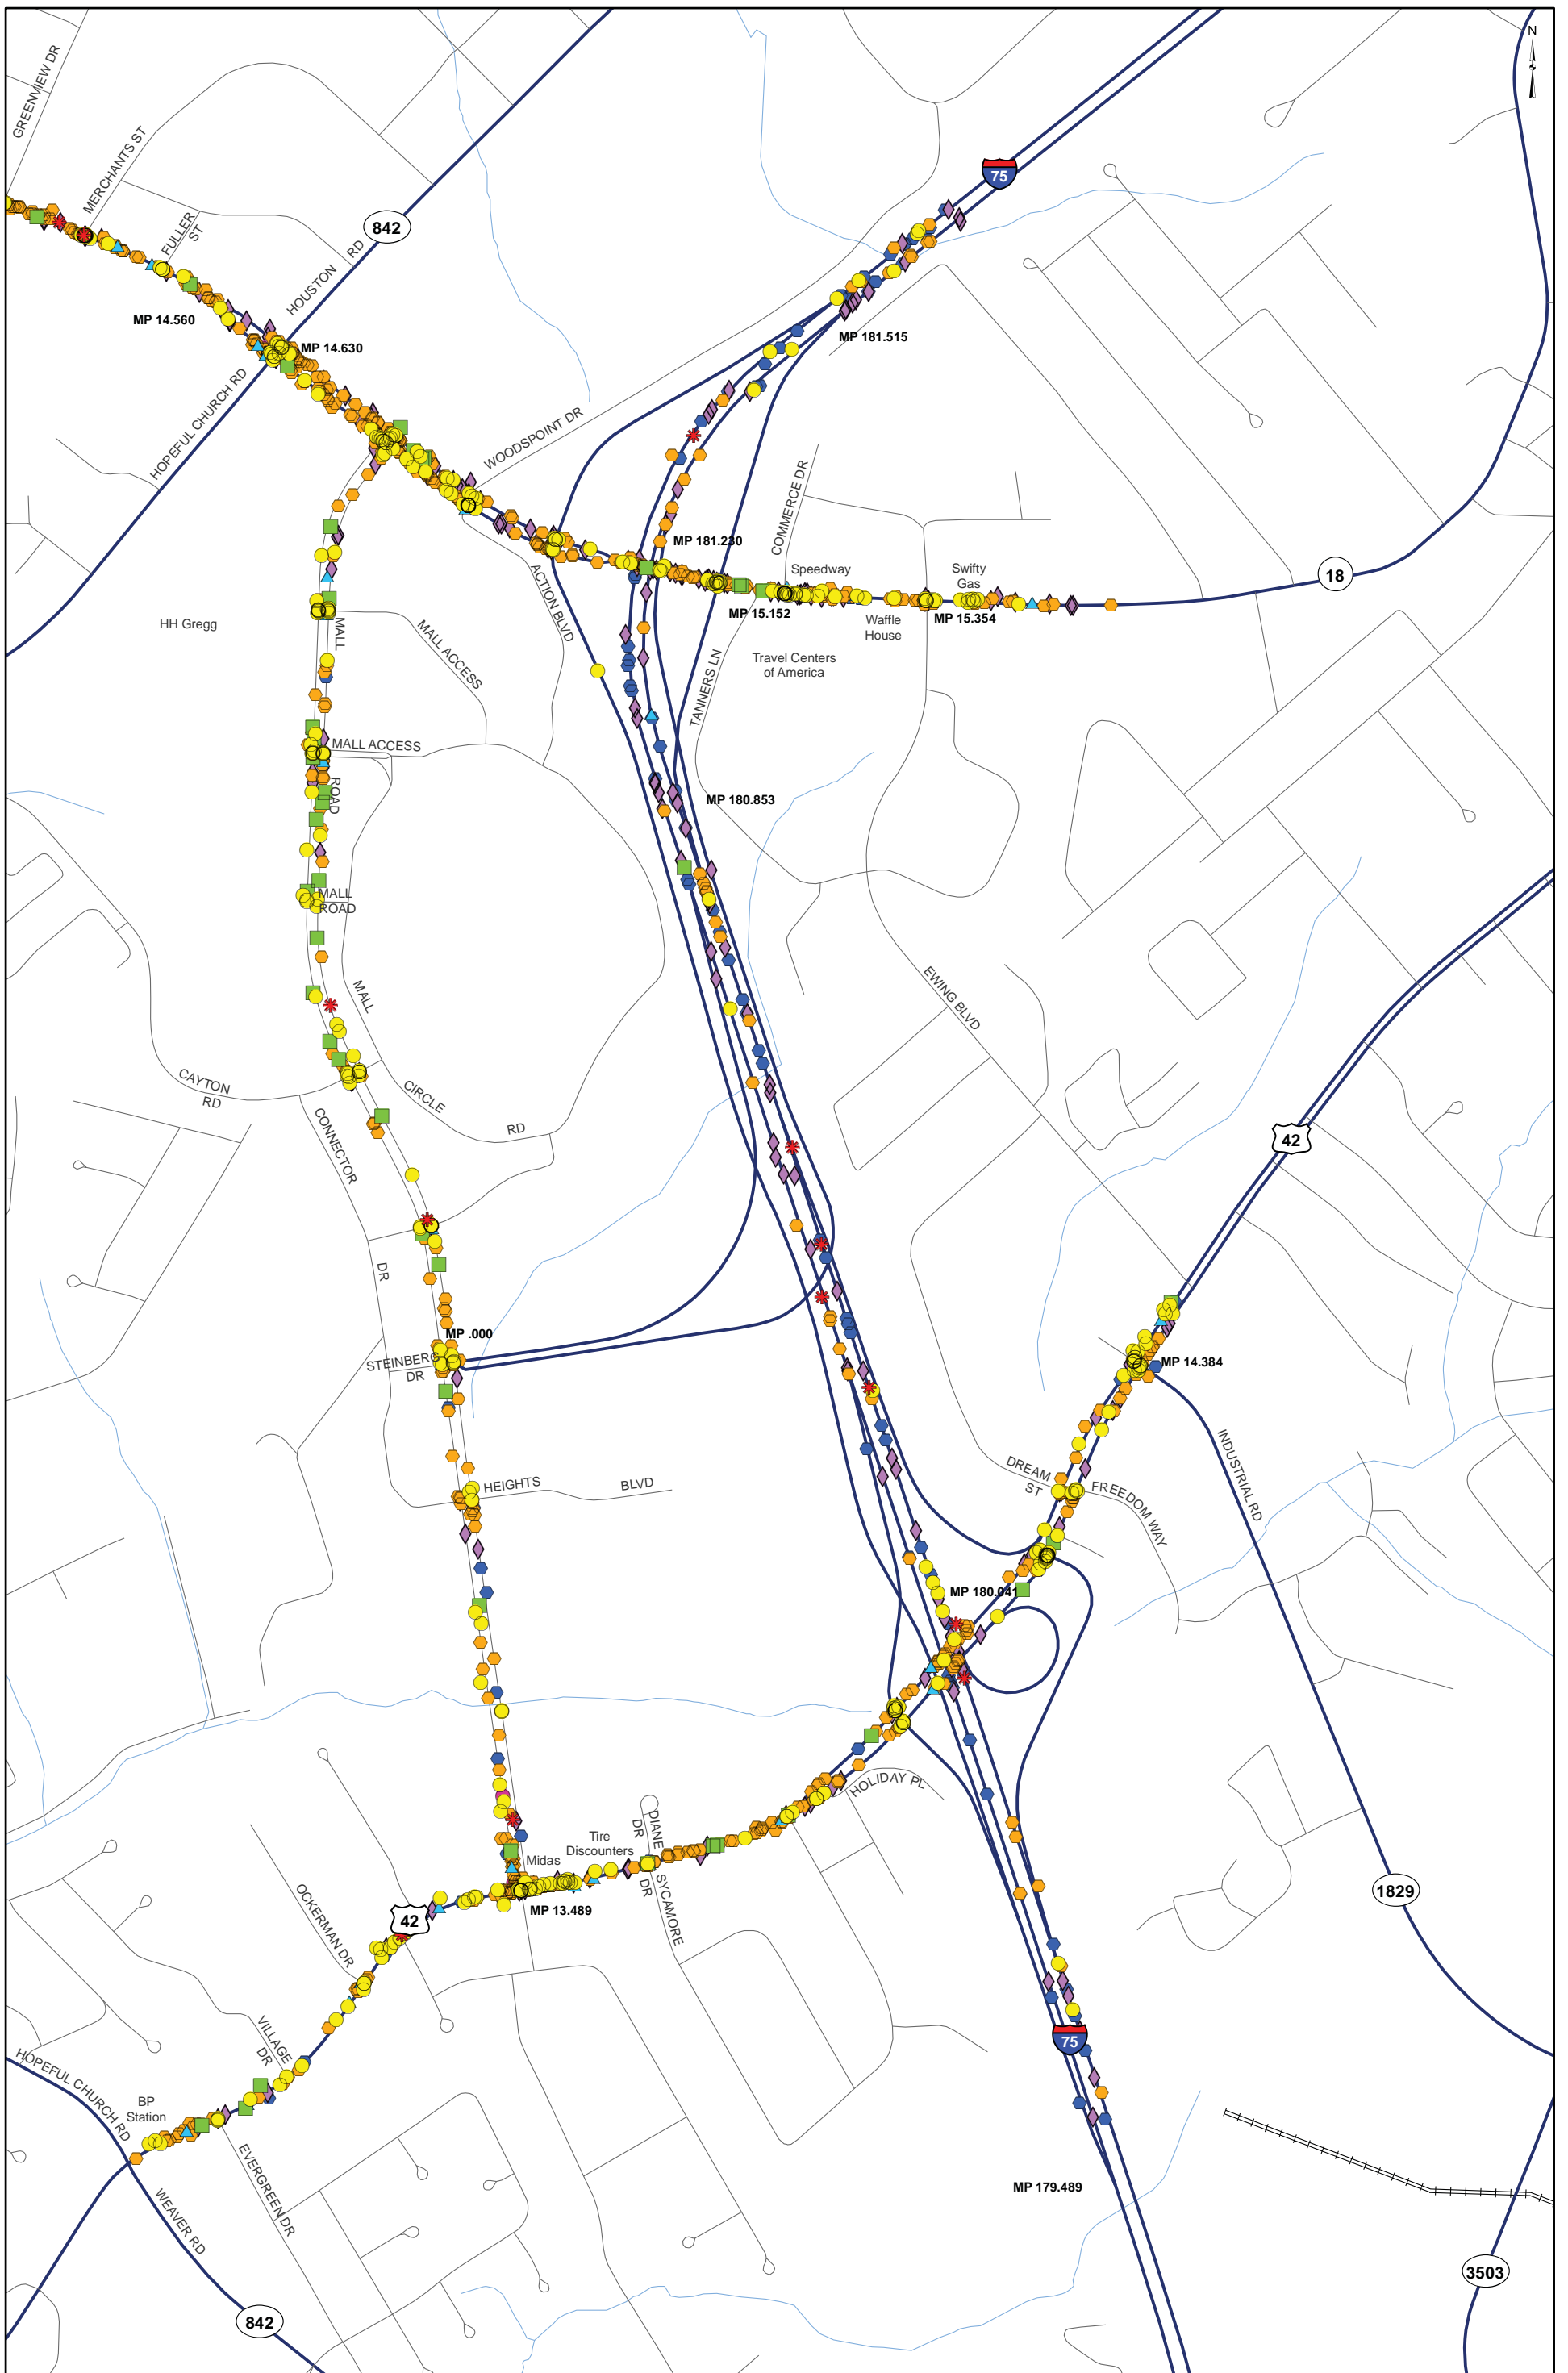 N
GREENVIEW DR
MERCHANTS ST
FULLER
ST
75
842
HOUSTON RD
MP 14.560
MP 14.630
MP 181.515
HOPEFUL CHURCH RD
WOODSPOINT DR
COMMERCE DR
MP 181.230
Speedway
Swifty
Gas
18
ACTION BLVD
MP 15.152
Waffle
House
MP 15.354
HH Gregg
MALL
MALL ACCESS
Travel Centers
of America
TANNERS LN
MALL ACCESS
ROAD
MP 180.853
MALL
ROAD
MALL
EWING BLVD
CAYTON
RD
CIRCLE
RD
CONNECTOR
42
DR
MP .000
STEINBERG
DR
MP 14.384
INDUSTRIAL RD
DREAM
ST
FREEDOM WAY
HEIGHTS
BLVD
MP 180.041
HOLIDAY PL
DIANE
DR
Tire
Discounters
Midas
SYCAMORE
DR
MP 13.489
1829
OCKERMAN DR
42
VILLAGE
DR
75
HOPEFUL CHURCH RD
BP
Station
EVERGREEN DR
WEAVER RD
MP 179.489
3503
842